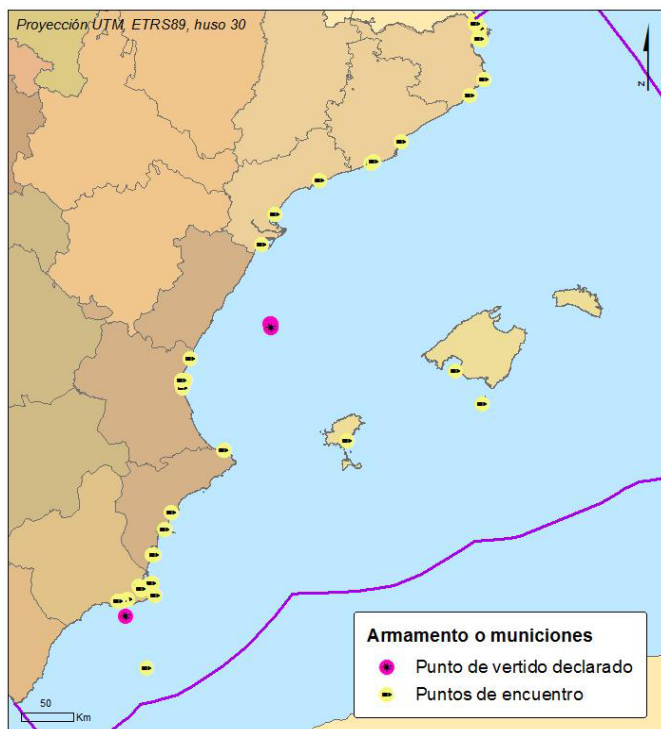 Proyección UTM, ETRS89, huso 30
N
50
Km
Armamento o municiones
Punto de vertido declarado
Puntos de encuentro